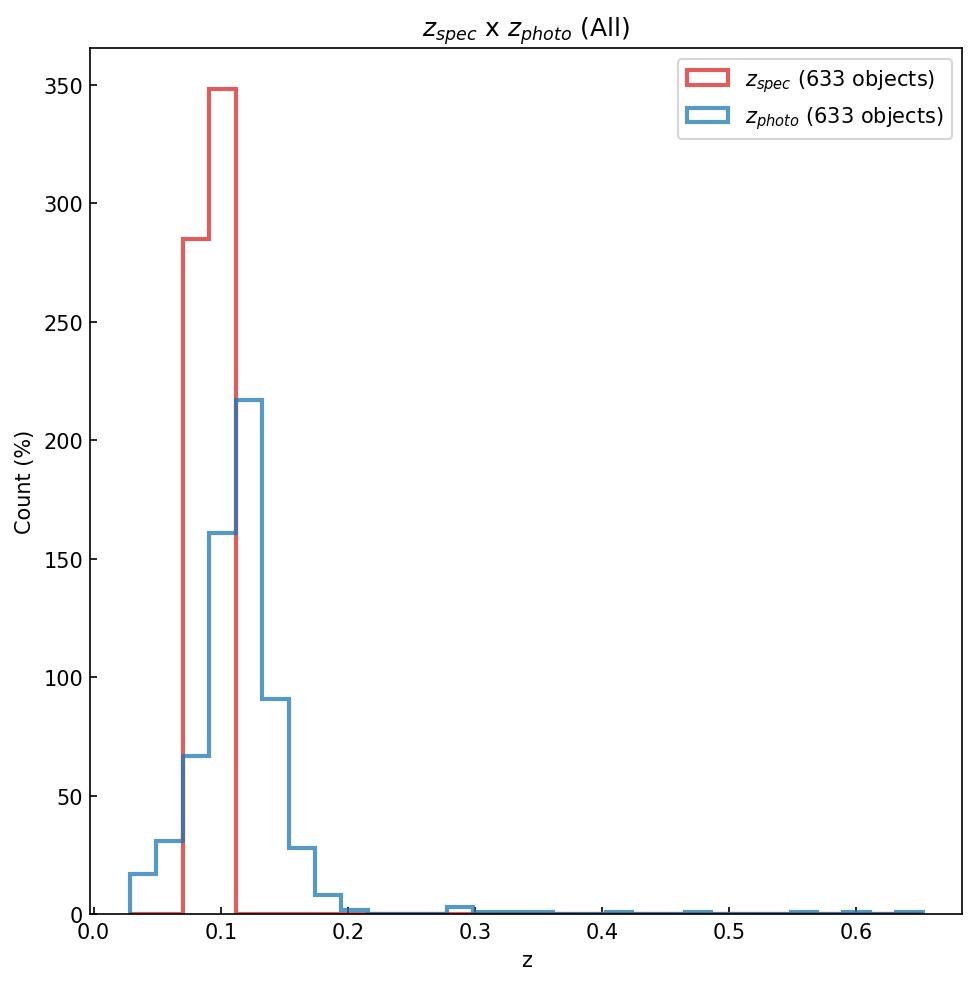 z_spec x z_photo (All)
z_spec (633 objects)
z_photo (633 objects)
Count (%)
350
300
250
200
150
100
50
0
0.0 0.1 0.2 0.3 0.4 0.5 0.6
z